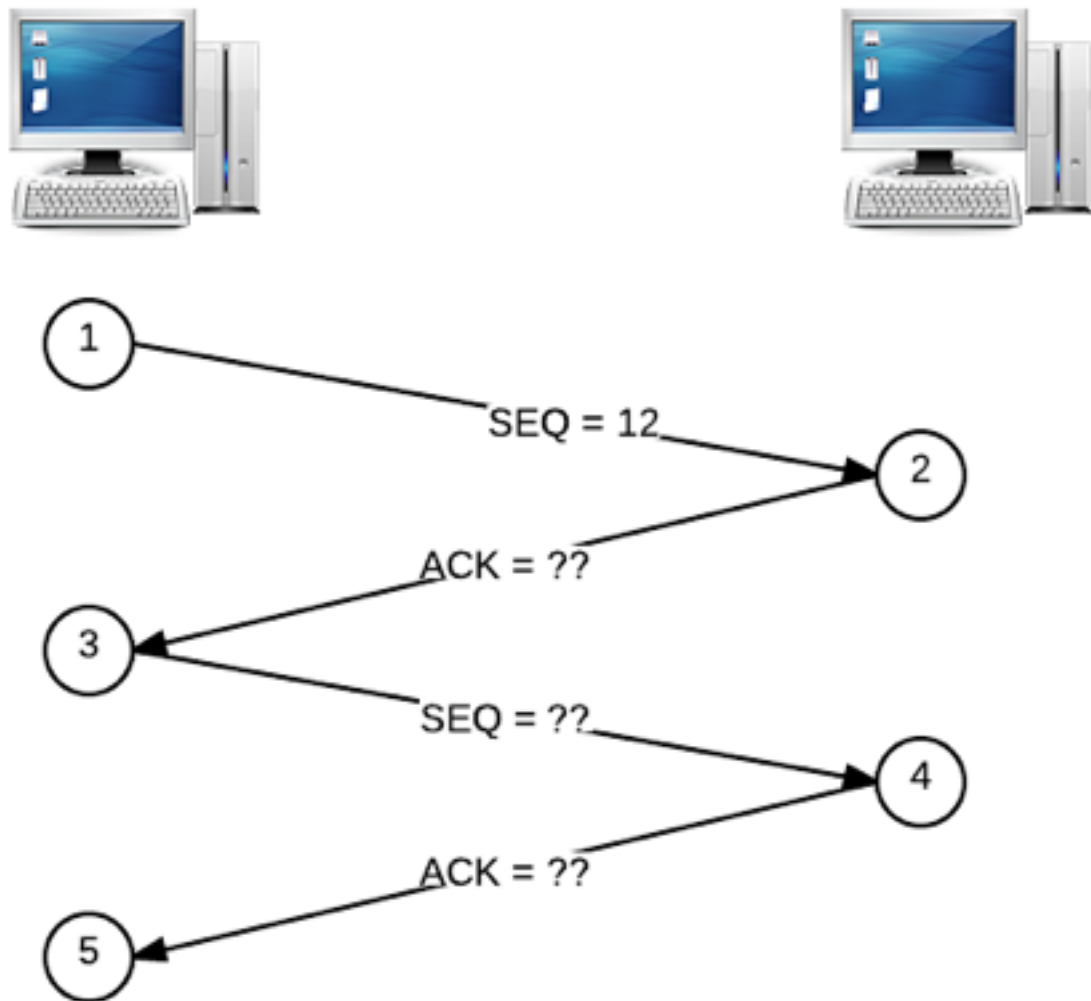 1
SEQ = 12
2
ACK = ??
3
SEQ = ??
4
ACK = ??
5